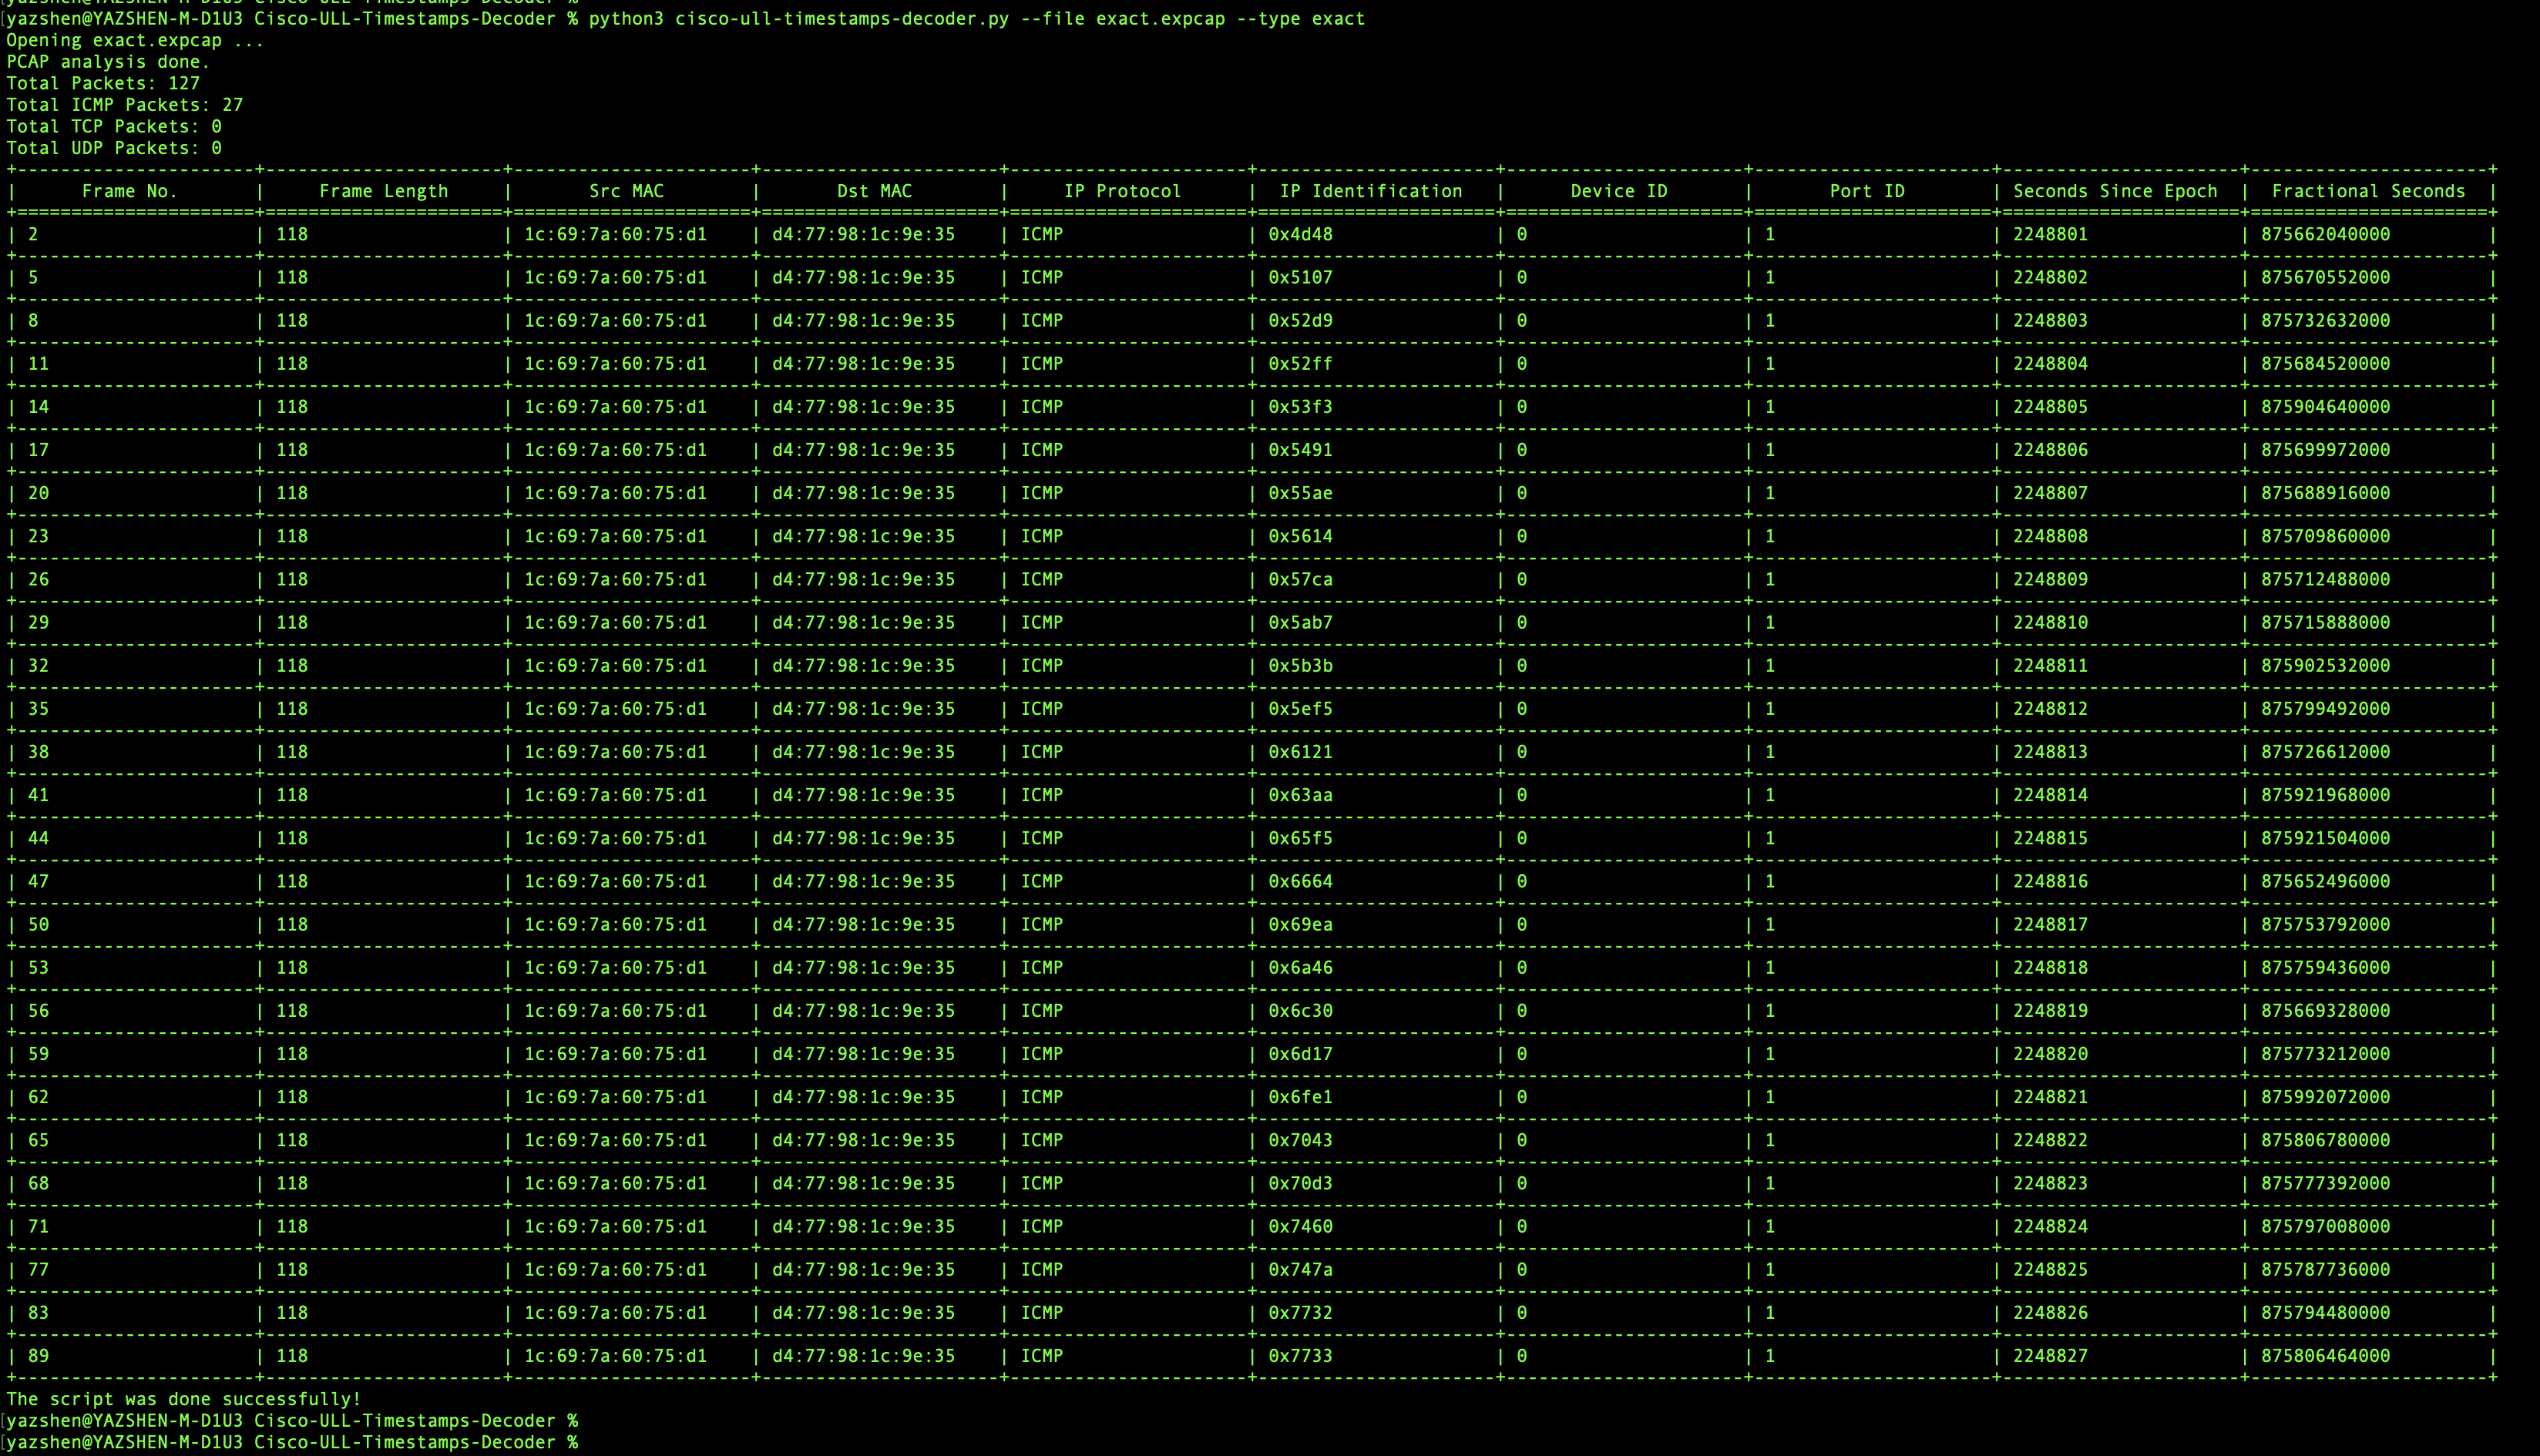 [yazshen@YAZSHEN-M-D1U3 Cisco-ULL-Timestamps-Decoder % python3 cisco-ull-timestamps-decoder.py --file exact.expcap --type exact
Opening exact.expcap ...
PCAP analysis done.
Total Packets: 127
Total ICMP Packets: 27
Total TCP Packets: 0
Total UDP Packets: 0
| Frame No. | Frame Length | Src MAC | Dst MAC | IP Protocol | IP Identification | Device ID | Port ID | Seconds Since Epoch | Fractional Seconds |
| 2 | 118 | 1c:69:7a:60:75:d1 | d4:77:98:1c:9e:35 | ICMP | 0x4d48 | 0 | 1 | 2248801 | 875662040000 |
| 5 | 118 | 1c:69:7a:60:75:d1 | d4:77:98:1c:9e:35 | ICMP | 0x5107 | 0 | 1 | 2248802 | 875670552000 |
| 8 | 118 | 1c:69:7a:60:75:d1 | d4:77:98:1c:9e:35 | ICMP | 0x52d9 | 0 | 1 | 2248803 | 875732632000 |
| 11 | 118 | 1c:69:7a:60:75:d1 | d4:77:98:1c:9e:35 | ICMP | 0x52ff | 0 | 1 | 2248804 | 875684520000 |
| 14 | 118 | 1c:69:7a:60:75:d1 | d4:77:98:1c:9e:35 | ICMP | 0x53f3 | 0 | 1 | 2248805 | 875904640000 |
| 17 | 118 | 1c:69:7a:60:75:d1 | d4:77:98:1c:9e:35 | ICMP | 0x5491 | 0 | 1 | 2248806 | 875699972000 |
| 20 | 118 | 1c:69:7a:60:75:d1 | d4:77:98:1c:9e:35 | ICMP | 0x55ae | 0 | 1 | 2248807 | 875688916000 |
| 23 | 118 | 1c:69:7a:60:75:d1 | d4:77:98:1c:9e:35 | ICMP | 0x5614 | 0 | 1 | 2248808 | 875709860000 |
| 26 | 118 | 1c:69:7a:60:75:d1 | d4:77:98:1c:9e:35 | ICMP | 0x57ca | 0 | 1 | 2248809 | 875712488000 |
| 29 | 118 | 1c:69:7a:60:75:d1 | d4:77:98:1c:9e:35 | ICMP | 0x5ab7 | 0 | 1 | 2248810 | 875715888000 |
| 32 | 118 | 1c:69:7a:60:75:d1 | d4:77:98:1c:9e:35 | ICMP | 0x5b3b | 0 | 1 | 2248811 | 875902532000 |
| 35 | 118 | 1c:69:7a:60:75:d1 | d4:77:98:1c:9e:35 | ICMP | 0x5ef5 | 0 | 1 | 2248812 | 875799492000 |
| 38 | 118 | 1c:69:7a:60:75:d1 | d4:77:98:1c:9e:35 | ICMP | 0x6121 | 0 | 1 | 2248813 | 875726612000 |
| 41 | 118 | 1c:69:7a:60:75:d1 | d4:77:98:1c:9e:35 | ICMP | 0x63aa | 0 | 1 | 2248814 | 875921968000 |
| 44 | 118 | 1c:69:7a:60:75:d1 | d4:77:98:1c:9e:35 | ICMP | 0x65f5 | 0 | 1 | 2248815 | 875921504000 |
| 47 | 118 | 1c:69:7a:60:75:d1 | d4:77:98:1c:9e:35 | ICMP | 0x6664 | 0 | 1 | 2248816 | 875652496000 |
| 50 | 118 | 1c:69:7a:60:75:d1 | d4:77:98:1c:9e:35 | ICMP | 0x69ea | 0 | 1 | 2248817 | 875753792000 |
| 53 | 118 | 1c:69:7a:60:75:d1 | d4:77:98:1c:9e:35 | ICMP | 0x6a46 | 0 | 1 | 2248818 | 875759436000 |
| 56 | 118 | 1c:69:7a:60:75:d1 | d4:77:98:1c:9e:35 | ICMP | 0x6c30 | 0 | 1 | 2248819 | 875669328000 |
| 59 | 118 | 1c:69:7a:60:75:d1 | d4:77:98:1c:9e:35 | ICMP | 0x6d17 | 0 | 1 | 2248820 | 875773212000 |
| 62 | 118 | 1c:69:7a:60:75:d1 | d4:77:98:1c:9e:35 | ICMP | 0x6fe1 | 0 | 1 | 2248821 | 875992072000 |
| 65 | 118 | 1c:69:7a:60:75:d1 | d4:77:98:1c:9e:35 | ICMP | 0x7043 | 0 | 1 | 2248822 | 875806780000 |
| 68 | 118 | 1c:69:7a:60:75:d1 | d4:77:98:1c:9e:35 | ICMP | 0x70d3 | 0 | 1 | 2248823 | 875777392000 |
| 71 | 118 | 1c:69:7a:60:75:d1 | d4:77:98:1c:9e:35 | ICMP | 0x7460 | 0 | 1 | 2248824 | 875797008000 |
| 77 | 118 | 1c:69:7a:60:75:d1 | d4:77:98:1c:9e:35 | ICMP | 0x747a | 0 | 1 | 2248825 | 875787736000 |
| 83 | 118 | 1c:69:7a:60:75:d1 | d4:77:98:1c:9e:35 | ICMP | 0x7732 | 0 | 1 | 2248826 | 875794480000 |
| 89 | 118 | 1c:69:7a:60:75:d1 | d4:77:98:1c:9e:35 | ICMP | 0x7733 | 0 | 1 | 2248827 | 875806464000 |
The script was done successfully!
[yazshen@YAZSHEN-M-D1U3 Cisco-ULL-Timestamps-Decoder %
[yazshen@YAZSHEN-M-D1U3 Cisco-ULL-Timestamps-Decoder %